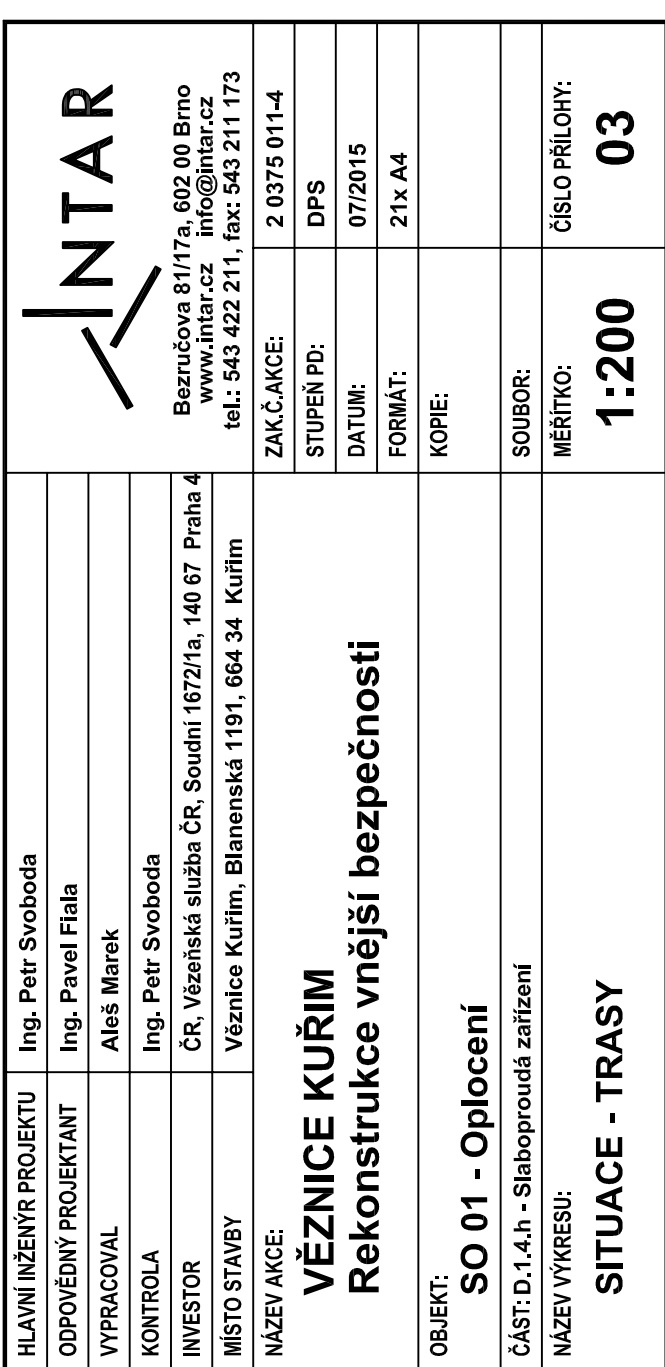 HLAVNÍ INŽENÝR PROJEKTU Ing. Petr Svoboda
ODPOVĚDNÝ PROJEKTANT Ing. Pavel Fiala
VYPRACOVAL Aleš Marek
KONTROLA Ing. Petr Svoboda
INVESTOR ČR, Vězeňská služba ČR, Soudní 1672/1a, 140 67 Praha 4
MÍSTO STAVBY Věznice Kuřim, Blanenská 1191, 664 34 Kuřim
INTAR
Bezručova 81/17a, 602 00 Brno
www.intar.cz info@intar.cz
tel.: 543 422 211, fax: 543 211 173
NÁZEV AKCE:
VĚZNICE KUŘIM
Rekonstrukce vnější bezpečnosti
ZAK.Č.AKCE: 2 0375 011-4
STUPEŇ PD: DPS
DATUM: 07/2015
FORMÁT: 21x A4
OBJEKT:
SO 01 - Oplocení
KOPIE:
ČÁST: D.1.4.h - Slaboproudá zařízení
SOUBOR:
NÁZEV VÝKRESU:
SITUACE - TRASY
MĚŘÍTKO:
1:200
ČÍSLO PŘÍLOHY:
03